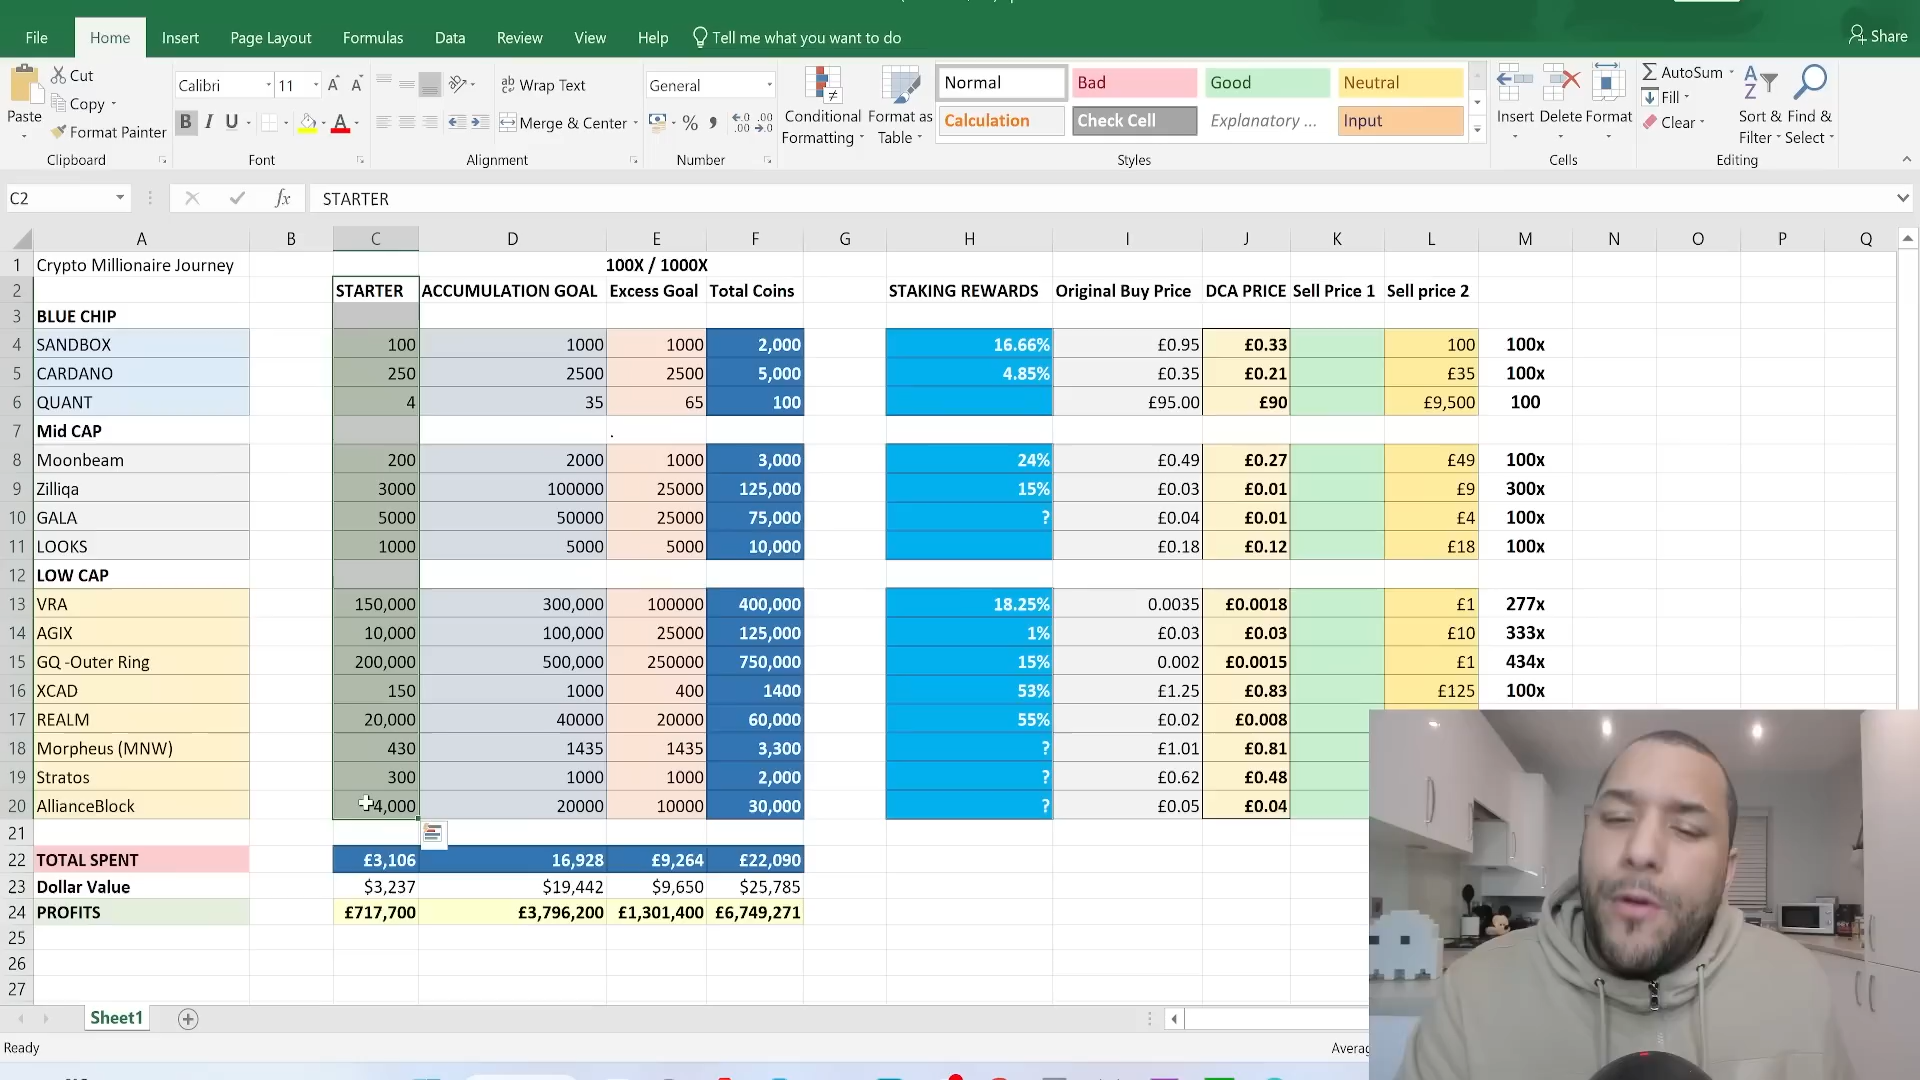 File Home Insert Page Layout Formulas Data Review View Help Tell me what you want to do Share
Cut
Copy
Format Painter
Paste
Clipboard
Calibri 11
B I U
Font
Wrap Text
Merge & Center
Alignment
General
Number
Conditional Formatting
Format as Table
Normal Bad Good Neutral
Calculation Check Cell Explanatory ... Input
Styles
Insert Delete Format
Cells
AutoSum
Fill
Clear
Sort & Filter
Find & Select
Editing
C2 fx STARTER
A B C D E F G H I J K L M N O P Q
1 Crypto Millionaire Journey 100X / 1000X
2 STARTER ACCUMULATION GOAL Excess Goal Total Coins STAKING REWARDS Original Buy Price DCA PRICE Sell Price 1 Sell price 2
3 BLUE CHIP
4 SANDBOX 100 1000 1000 2,000 16.66% £0.95 £0.33 100 100x
5 CARDANO 250 2500 2500 5,000 4.85% £0.35 £0.21 £35 100x
6 QUANT 4 35 65 100 £95.00 £90 £9,500 100
7 Mid CAP .
8 Moonbeam 200 2000 1000 3,000 24% £0.49 £0.27 £49 100x
9 Zilliqa 3000 100000 25000 125,000 15% £0.03 £0.01 £9 300x
10 GALA 5000 50000 25000 75,000 ? £0.04 £0.01 £4 100x
11 LOOKS 1000 5000 5000 10,000 £0.18 £0.12 £18 100x
12 LOW CAP
13 VRA 150,000 300,000 100000 400,000 18.25% 0.0035 £0.0018 £1 277x
14 AGIX 10,000 100,000 25000 125,000 1% £0.03 £0.03 £10 333x
15 GQ -Outer Ring 200,000 500,000 250000 750,000 15% 0.002 £0.0015 £1 434x
16 XCAD 150 1000 400 1400 53% £1.25 £0.83 £125 100x
17 REALM 20,000 40000 20000 60,000 55% £0.02 £0.008
18 Morpheus (MNW) 430 1435 1435 3,300 ? £1.01 £0.81
19 Stratos 300 1000 1000 2,000 ? £0.62 £0.48
20 AllianceBlock 4,000 20000 10000 30,000 ? £0.05 £0.04
21
22 TOTAL SPENT £3,106 16,928 £9,264 £22,090
23 Dollar Value $3,237 $19,442 $9,650 $25,785
24 PROFITS £717,700 £3,796,200 £1,301,400 £6,749,271
25
26
27
Sheet1
Ready